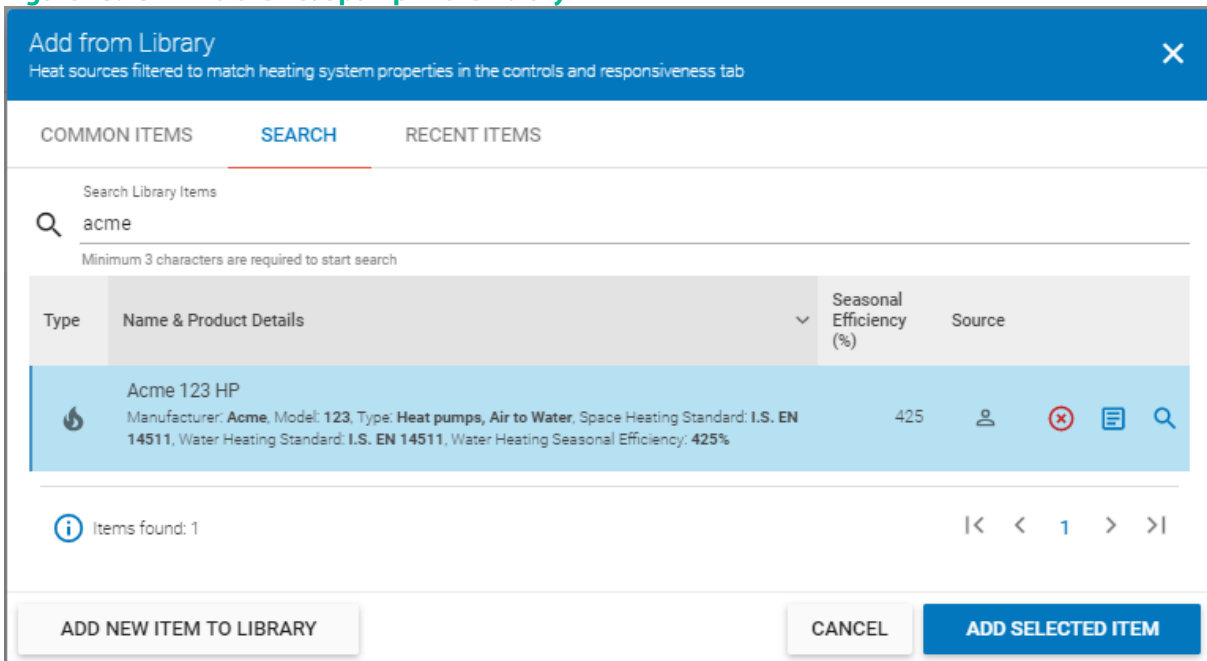 Add from Library
Heat sources filtered to match heating system properties in the controls and responsiveness tab
COMMON ITEMS SEARCH RECENT ITEMS
Search Library Items
acme
Minimum 3 characters are required to start search
Type Name & Product Details Seasonal Efficiency (%) Source
Acme 123 HP
Manufacturer: Acme, Model: 123, Type: Heat pumps, Air to Water, Space Heating Standard: I.S. EN
14511, Water Heating Standard: I.S. EN 14511, Water Heating Seasonal Efficiency: 425%
425
Items found: 1
1
ADD NEW ITEM TO LIBRARY CANCEL ADD SELECTED ITEM